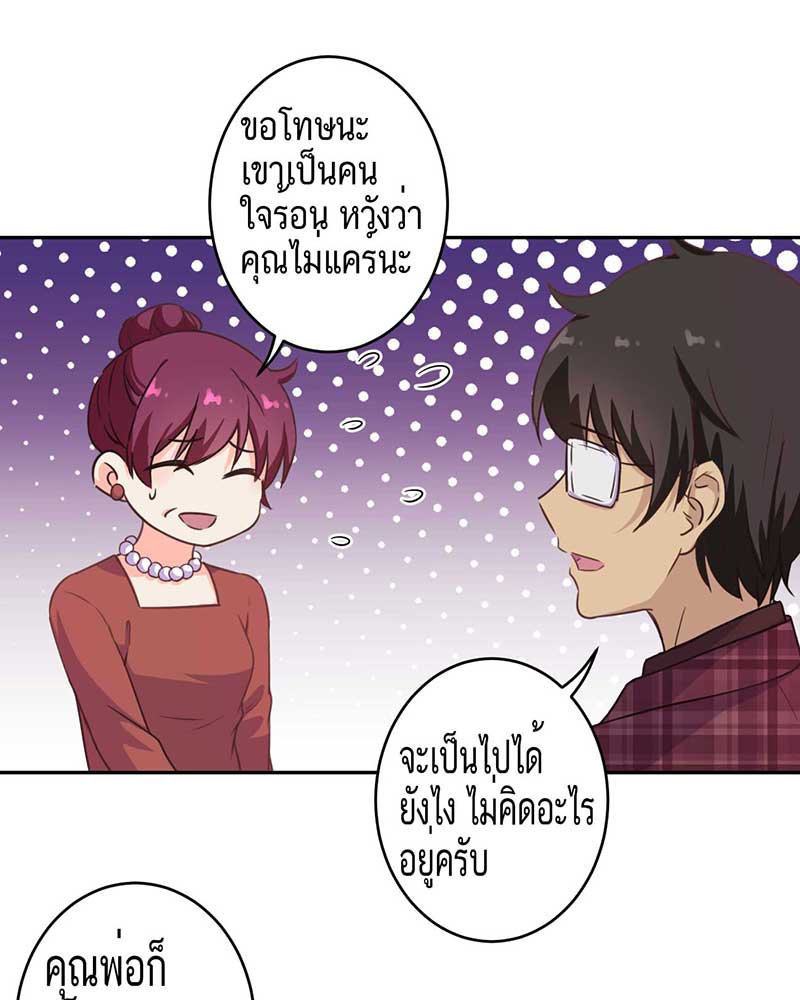 ขอโทษนะ
เขาเป็นคน
ใจร้อน หวังว่า
คุณไม่แคร์นะ
จะเป็นไปได้
ยังไง ไม่คิดอะไร
อยู่ครับ
คุณพ่อก็